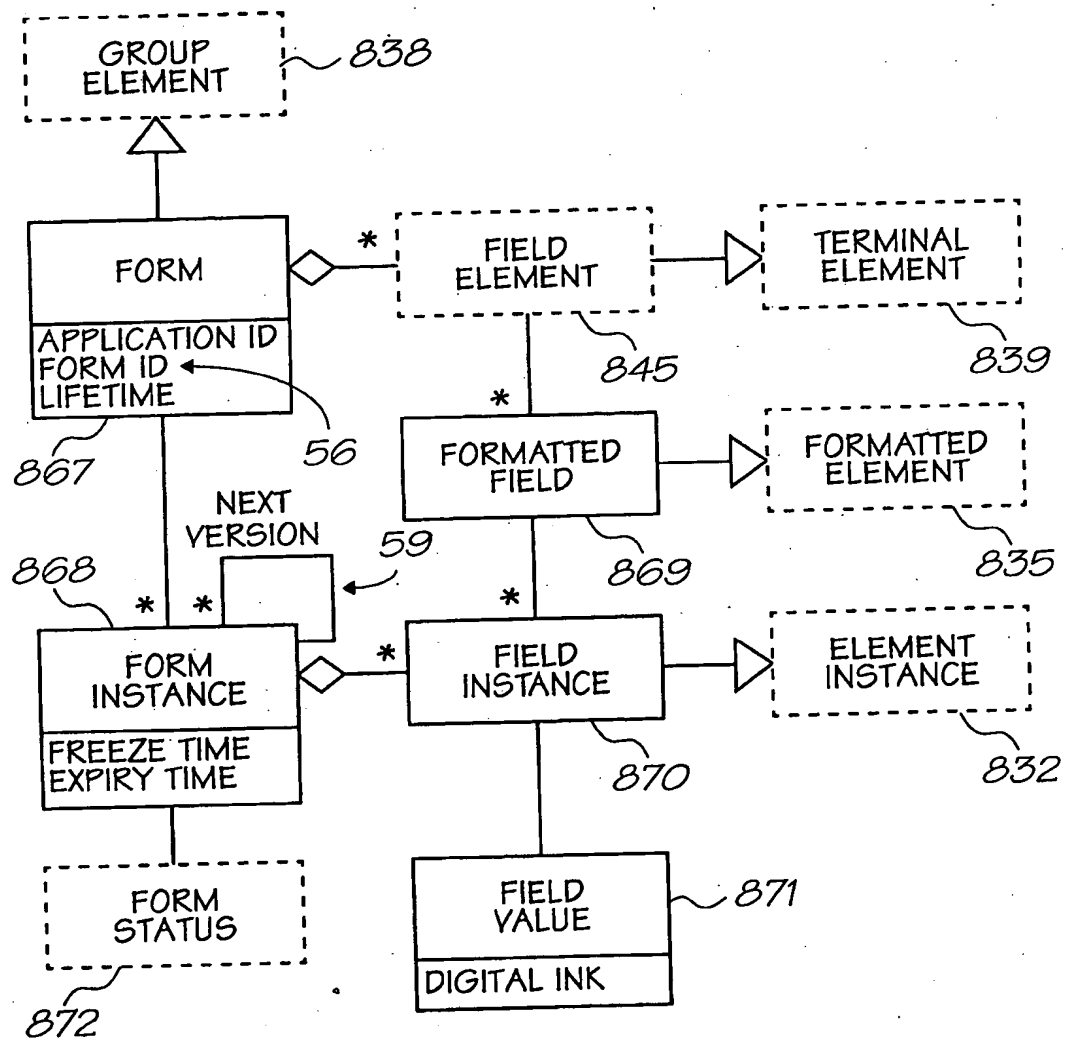 GROUP
ELEMENT
838
FORM
APPLICATION ID
FORM ID
LIFETIME
867
56
*
FIELD
ELEMENT
845
TERMINAL
ELEMENT
839
*
FORMATTED
FIELD
869
FORMATTED
ELEMENT
835
NEXT
VERSION
59
868
*
*
FORM
INSTANCE
FREEZE TIME
EXPIRY TIME
*
*
FIELD
INSTANCE
870
ELEMENT
INSTANCE
832
FORM
STATUS
872
FIELD
VALUE
DIGITAL INK
871